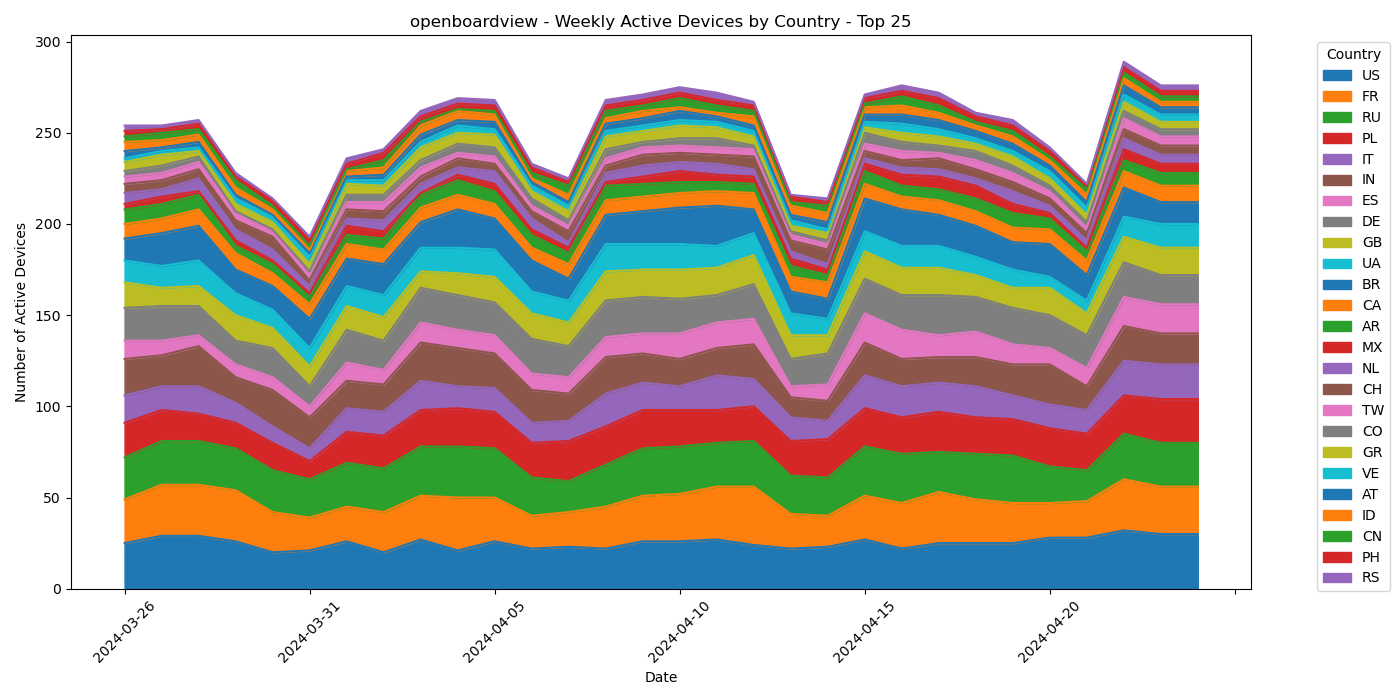 openboardview - Weekly Active Devices by Country - Top 25
Number of Active Devices
300
250
200
150
100
50
0
2024-03-26
2024-03-31
2024-04-05
2024-04-10
2024-04-15
2024-04-20
Date
Country
US
FR
RU
PL
IT
IN
ES
DE
GB
UA
BR
CA
AR
MX
NL
CH
TW
CO
GR
VE
AT
ID
CN
PH
RS